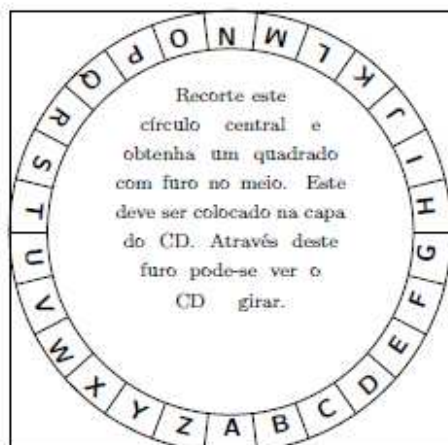 A B C D E F G H I J K L M N O P Q R S T U V W X Y Z
Recorte este
círculo central e
obtenha um quadrado
com furo no meio. Este
deve ser colocado na capa
do CD. Através deste
furo pode-se ver o
CD girar.